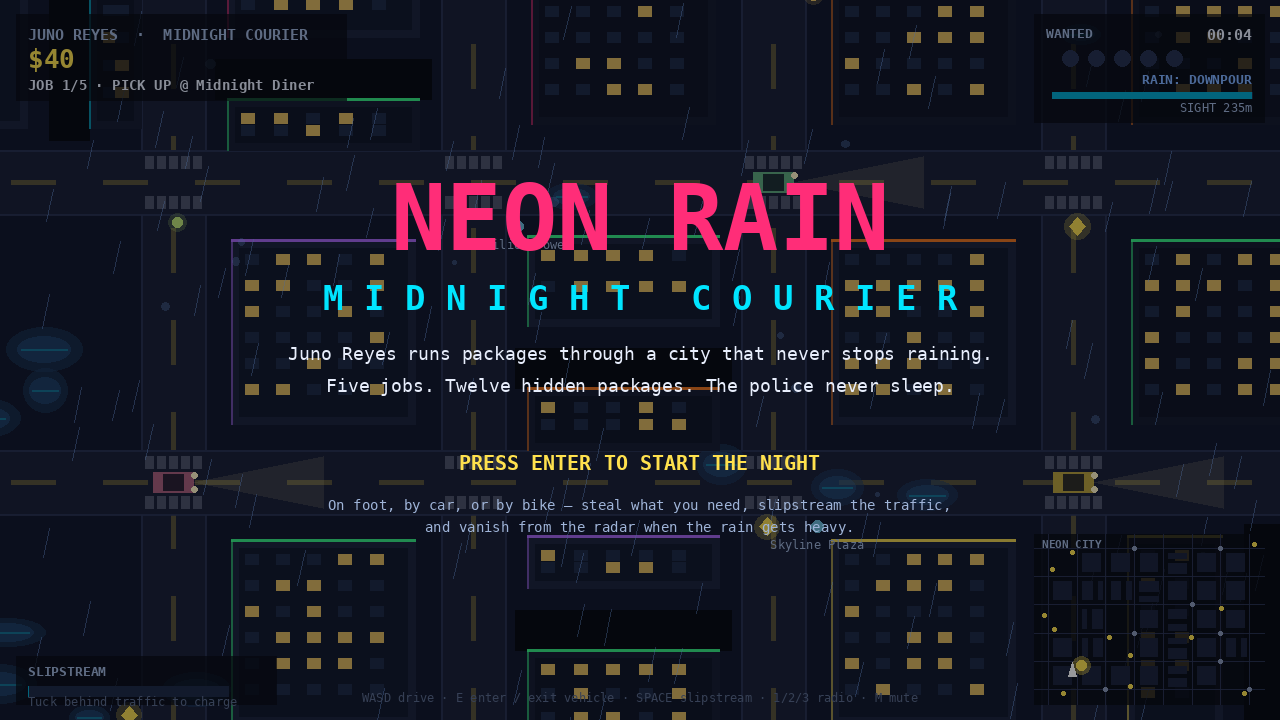 JUNO REYES · MIDNIGHT COURIER
$40
JOB 1/5 · PICK UP @ Midnight Diner
WANTED 00:04
RAIN: DOWNPOUR
SIGHT 235m
NEON RAIN
MIDNIGHT COURIER
Juno Reyes runs packages through a city that never stops raining.
Five jobs. Twelve hidden packages. The police never sleep.
PRESS ENTER TO START THE NIGHT
On foot, by car, or by bike — steal what you need, slipstream the traffic,
and vanish from the radar when the rain gets heavy.
Skyline Plaza
NEON CITY
SLIPSTREAM
Tuck behind traffic to charge
WASD drive · E enter / exit vehicle · SPACE slipstream · 1/2/3 radio · M mute